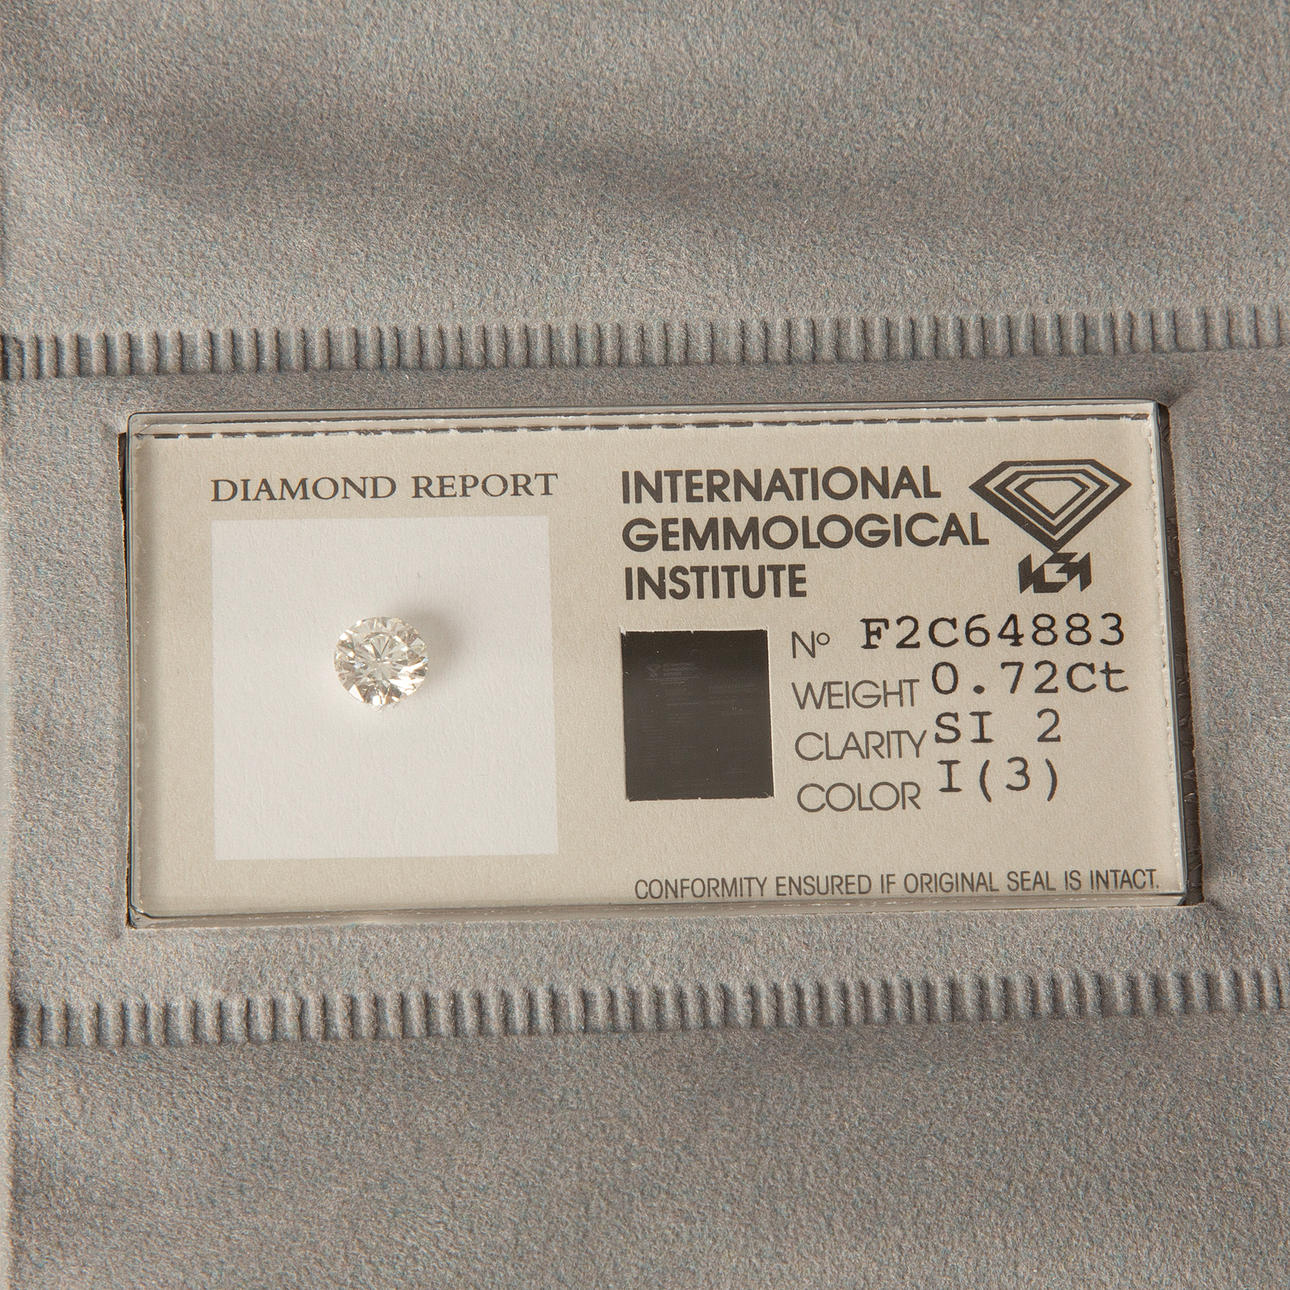 DIAMOND REPORT
INTERNATIONAL
GEMMOLOGICAL
INSTITUTE
IGI
Nº F2C64883
WEIGHT 0.72Ct
CLARITY SI 2
COLOR I(3)
CONFORMITY ENSURED IF ORIGINAL SEAL IS INTACT.